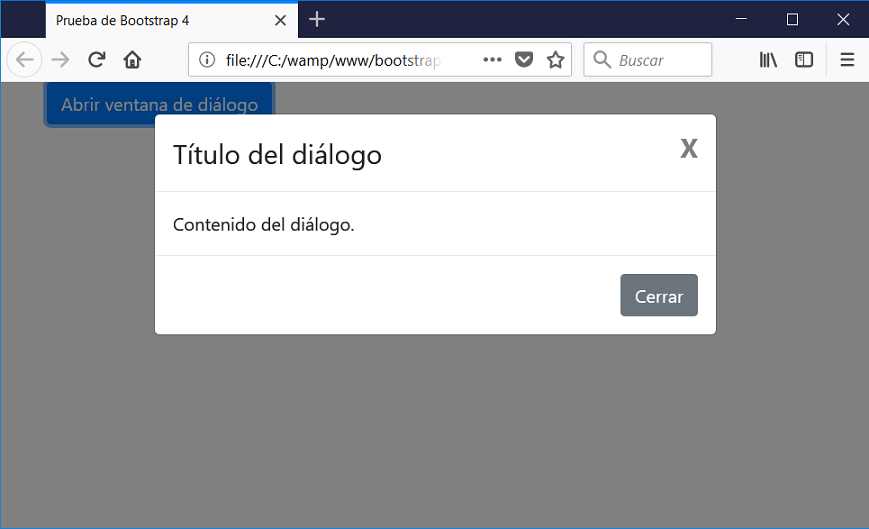 Prueba de Bootstrap 4
file:///C:/wamp/www/bootstrap
Buscar
Abrir ventana de diálogo
Título del diálogo
X
Contenido del diálogo.
Cerrar